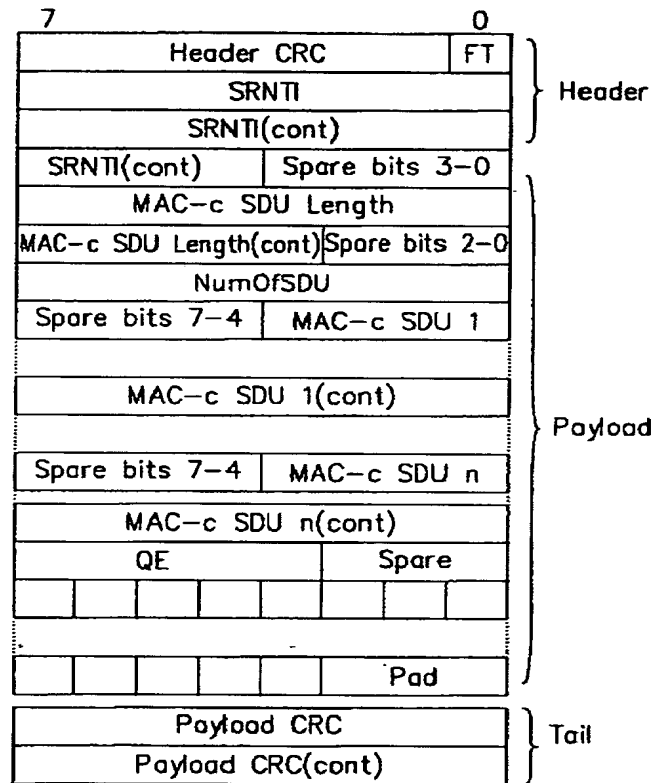 7 0
Header CRC FT
SRNTI Header
SRNTI(cont)
SRNTI(cont) Spare bits 3-0
MAC-c SDU Length
MAC-c SDU Length(cont) Spare bits 2-0
NumOfSDU
Spare bits 7-4 MAC-c SDU 1
MAC-c SDU 1(cont)
Payload
Spare bits 7-4 MAC-c SDU n
MAC-c SDU n(cont)
QE Spare
Pad
Payload CRC Tail
Payload CRC(cont)